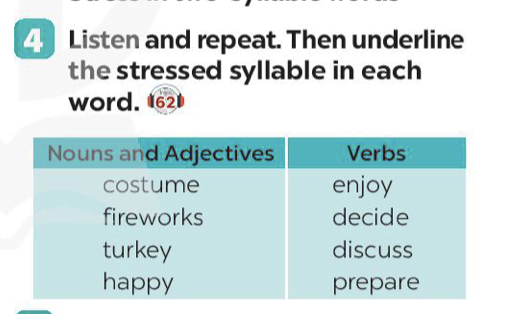 4 Listen and repeat. Then underline
the stressed syllable in each
word. 62
Nouns and Adjectives Verbs
costume enjoy
fireworks decide
turkey discuss
happy prepare